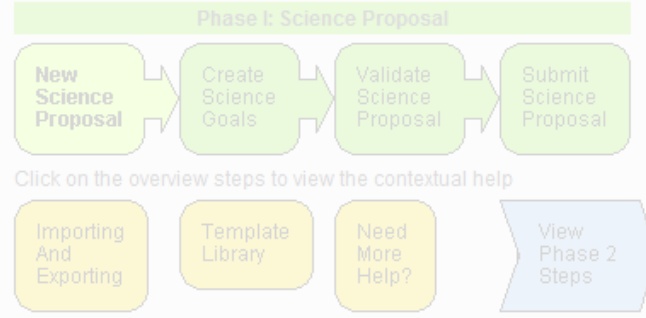 Phase I: Science Proposal
New
Science
Proposal
Create
Science
Goals
Validate
Science
Proposal
Submit
Science
Proposal
Click on the overview steps to view the contextual help
Importing
And
Exporting
Template
Library
Need
More
Help?
View
Phase 2
Steps